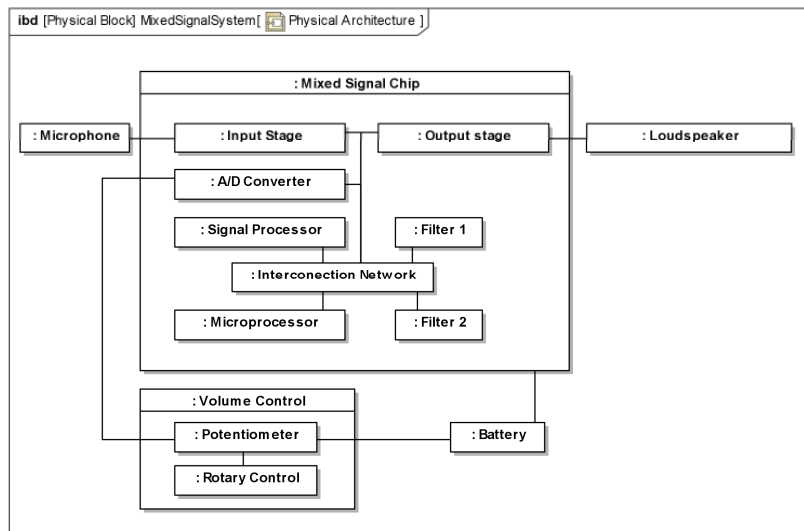 ibd [Physical Block] MixedSignalSystem[ Physical Architecture ]
: Mixed Signal Chip
: Microphone
: Input Stage
: Output stage
: Loudspeaker
: A/D Converter
: Signal Processor
: Filter 1
: Interconection Network
: Microprocessor
: Filter 2
: Volume Control
: Potentiometer
: Battery
: Rotary Control